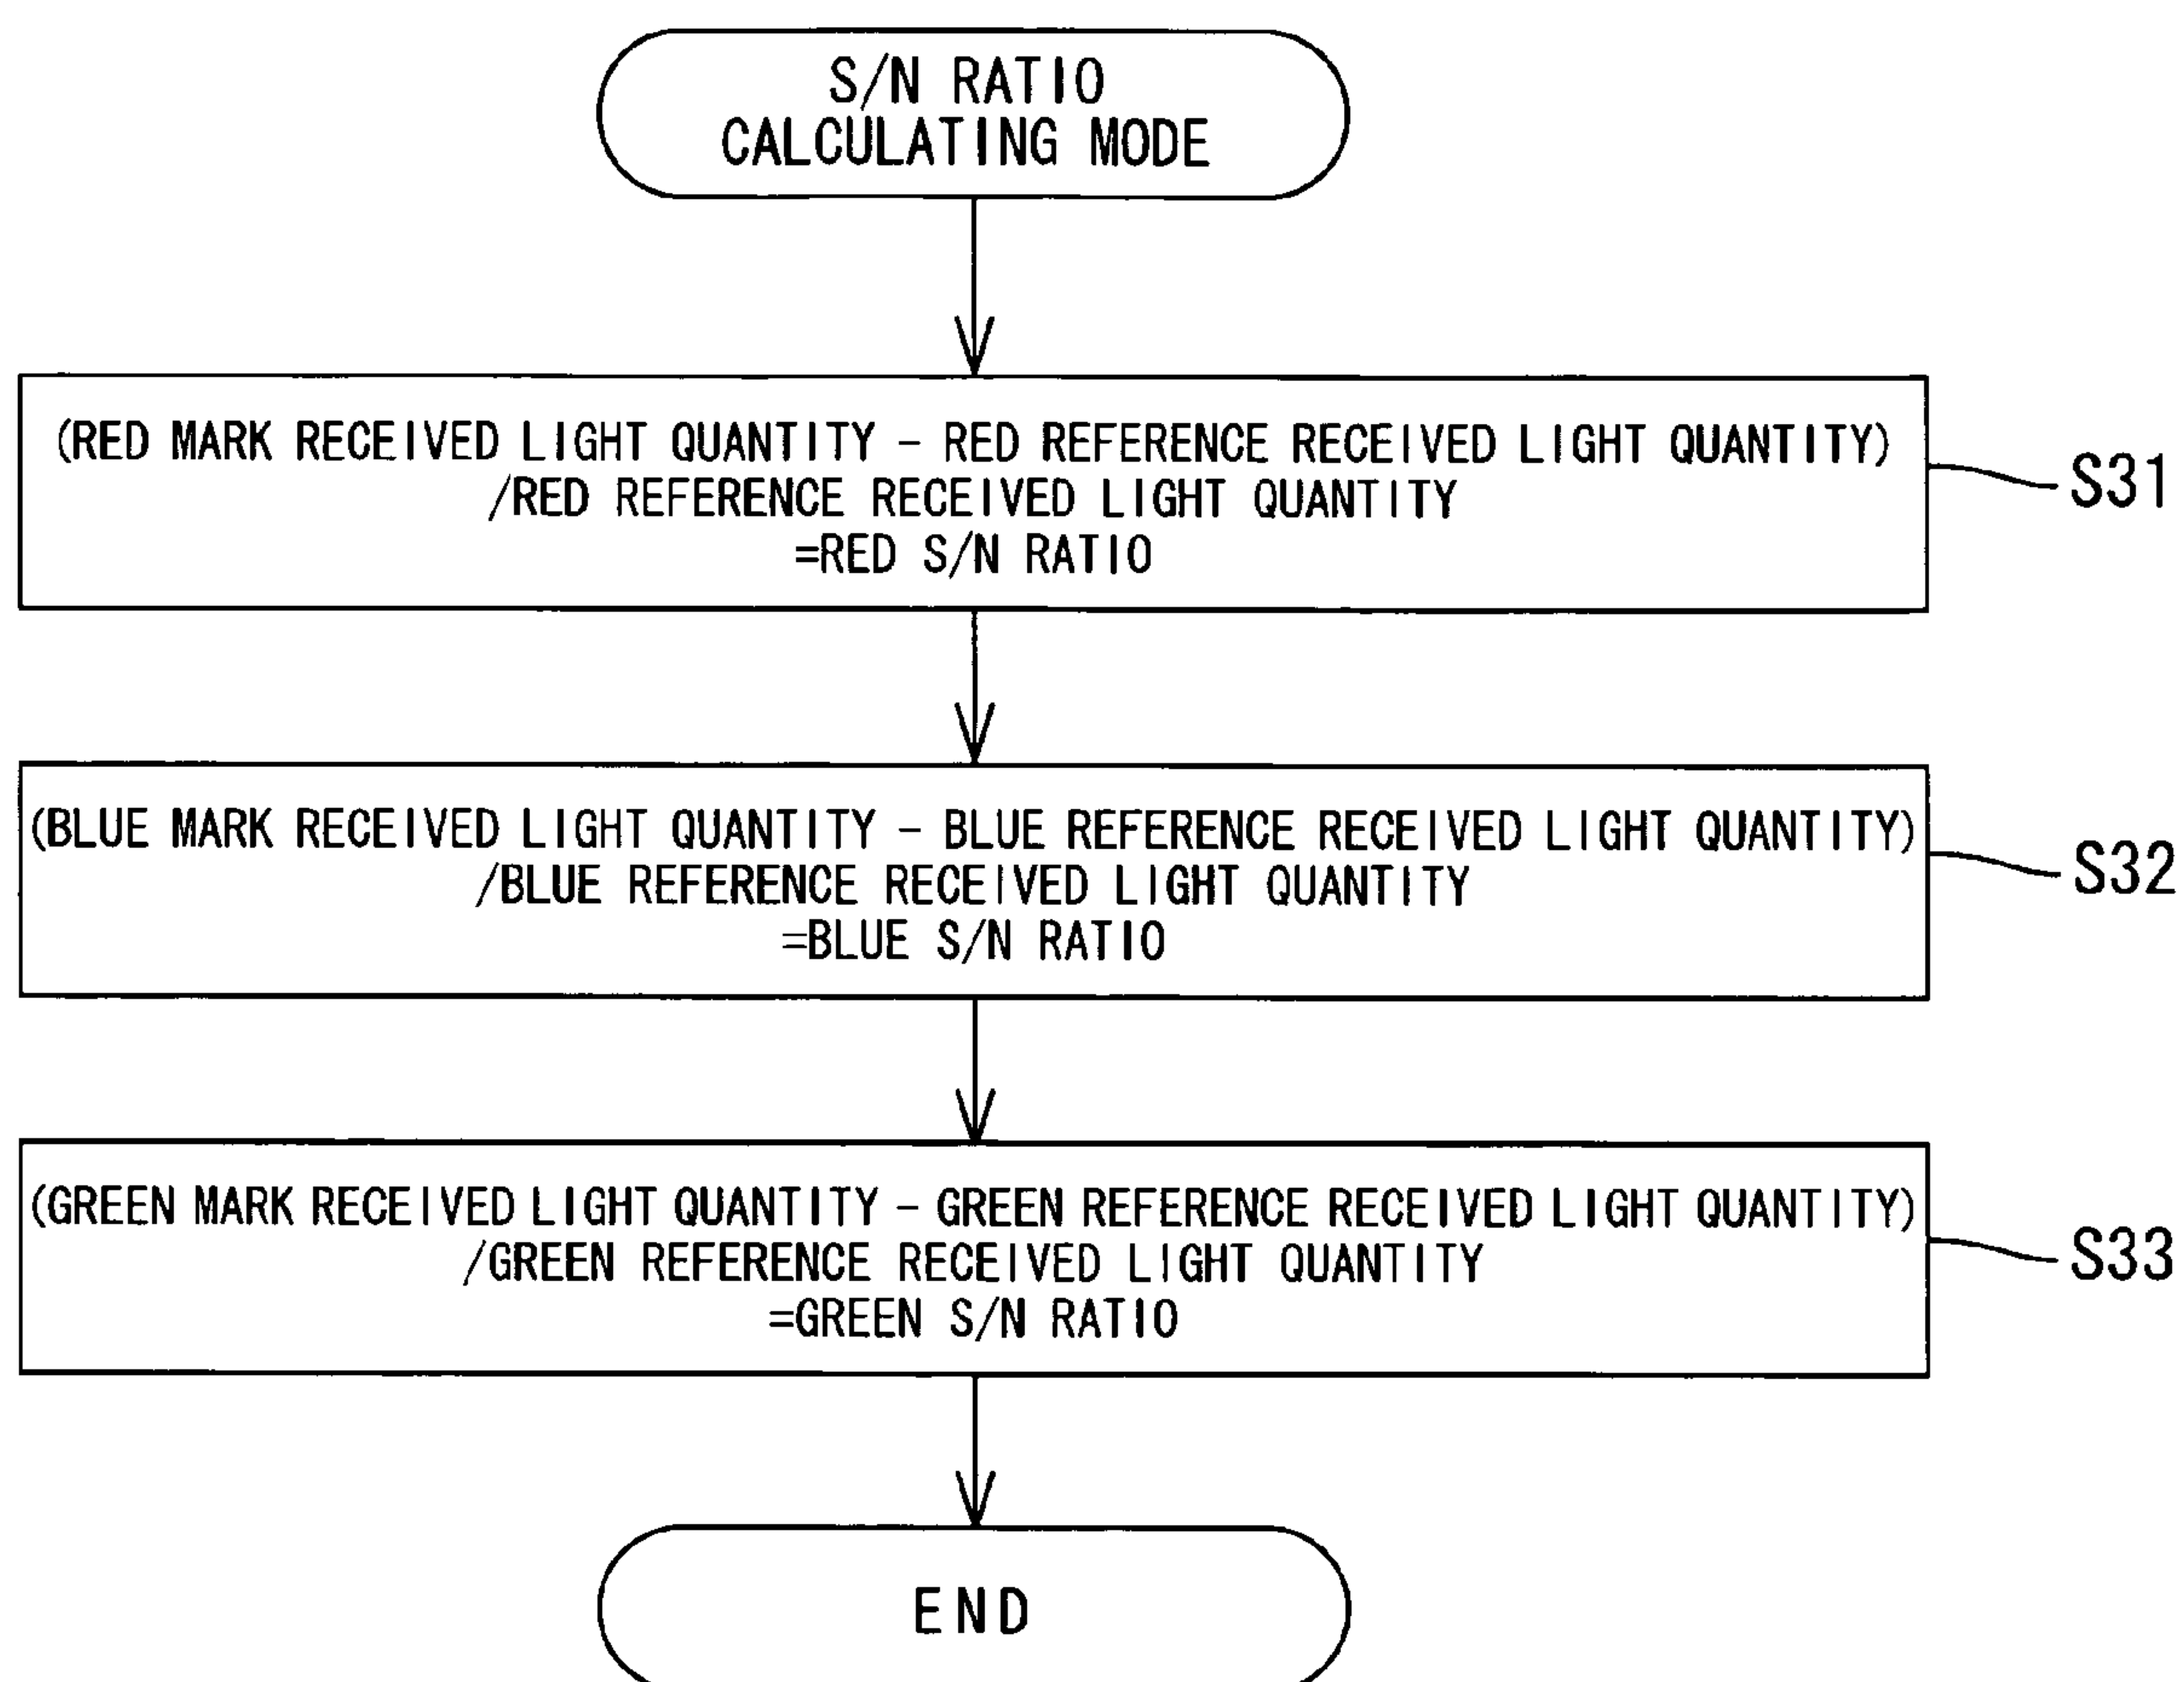 S/N RATIO
CALCULATING MODE
(RED MARK RECEIVED LIGHT QUANTITY – RED REFERENCE RECEIVED LIGHT QUANTITY)
/RED REFERENCE RECEIVED LIGHT QUANTITY
=RED S/N RATIO
S31
(BLUE MARK RECEIVED LIGHT QUANTITY – BLUE REFERENCE RECEIVED LIGHT QUANTITY)
/BLUE REFERENCE RECEIVED LIGHT QUANTITY
=BLUE S/N RATIO
S32
(GREEN MARK RECEIVED LIGHT QUANTITY – GREEN REFERENCE RECEIVED LIGHT QUANTITY)
/GREEN REFERENCE RECEIVED LIGHT QUANTITY
=GREEN S/N RATIO
S33
END